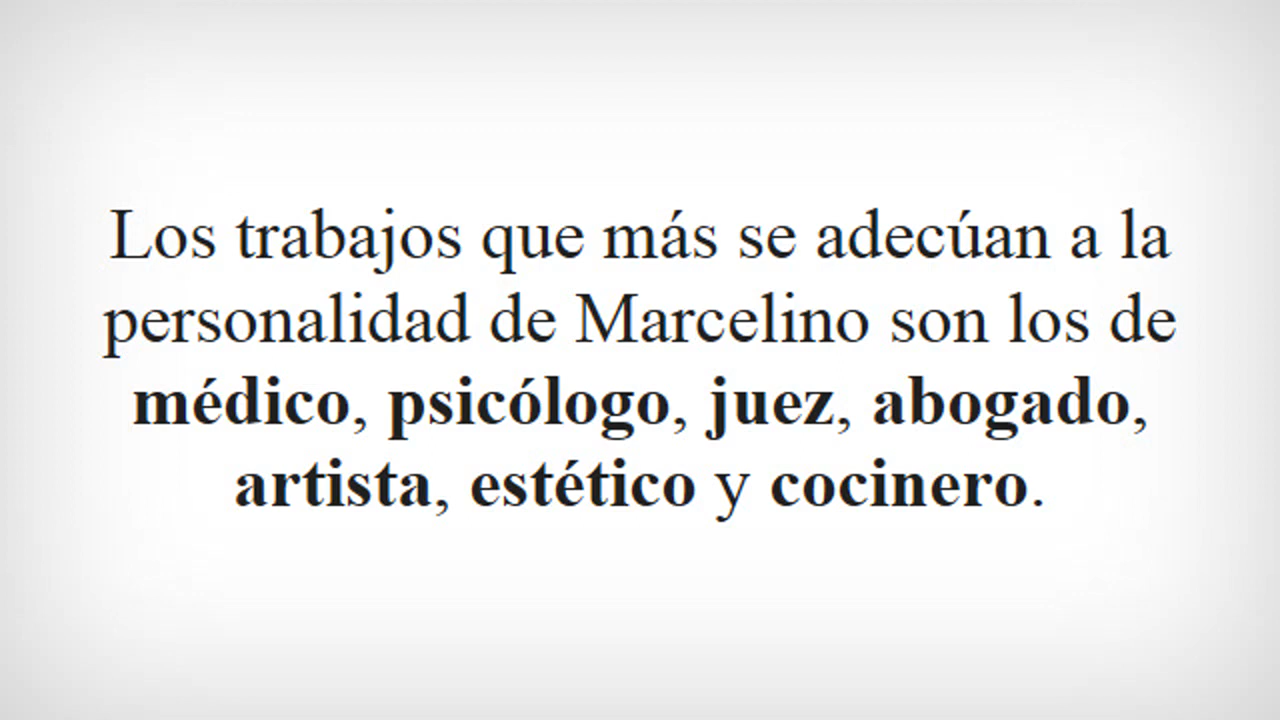 Los trabajos que más se adecúan a la
personalidad de Marcelino son los de
médico, psicólogo, juez, abogado,
artista, estético y cocinero.